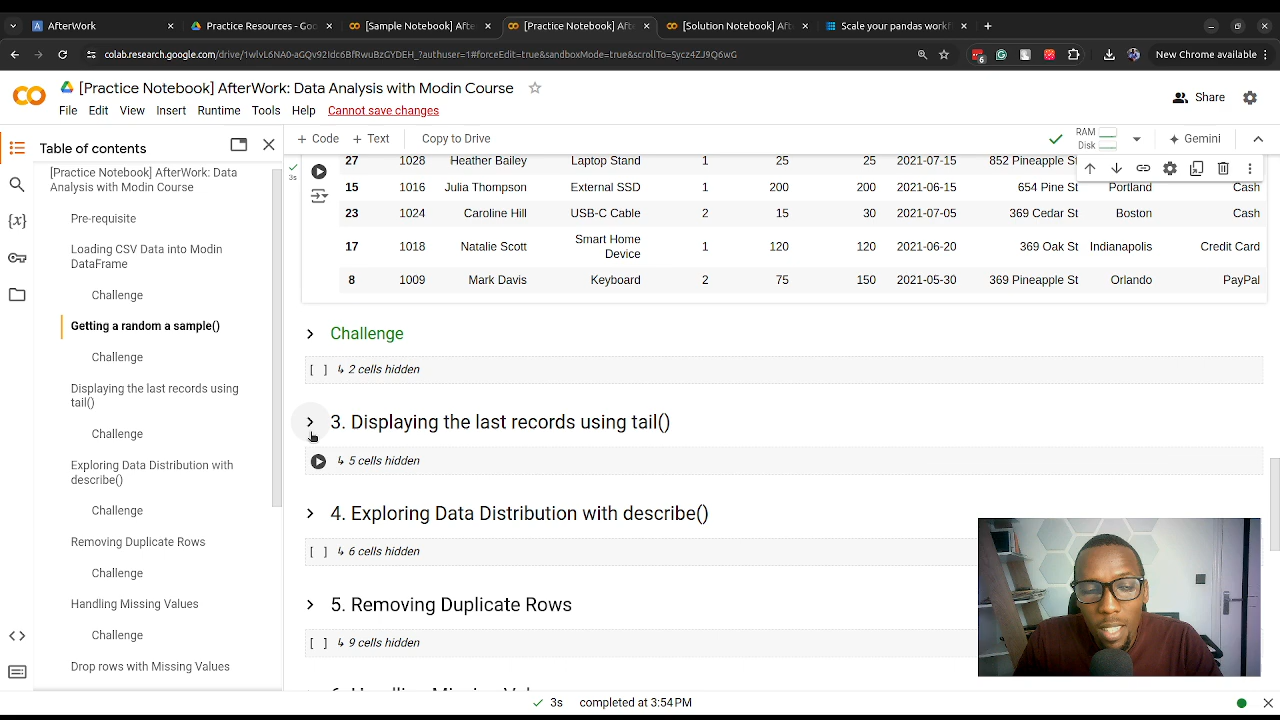 AfterWork
Practice Resources - Goo
[Sample Notebook] Afte
[Practice Notebook] Aft
[Solution Notebook] Aft
Scale your pandas workf
colab.research.google.com/drive/1wlvL6NA0-aGQv92Idc6BfRwuBzGYDEH_?authuser=1#forceEdit=true&sandboxMode=true&scrollTo=Sycz4ZJ9Q6wG
6
New Chrome available
[Practice Notebook] AfterWork: Data Analysis with Modin Course
File Edit View Insert Runtime Tools Help Cannot save changes
Share
Table of contents
+ Code + Text Copy to Drive
RAM
Disk
Gemini
[Practice Notebook] AfterWork: Data
Analysis with Modin Course
Pre-requisite
Loading CSV Data into Modin
DataFrame
Challenge
Getting a random a sample()
Challenge
Displaying the last records using
tail()
Challenge
Exploring Data Distribution with
describe()
Challenge
Removing Duplicate Rows
Challenge
Handling Missing Values
Challenge
Drop rows with Missing Values
3s
27 1028 Heather Bailey Laptop Stand 1 25 25 2021-07-15 852 Pineapple St
15 1016 Julia Thompson External SSD 1 200 200 2021-06-15 654 Pine St Portland Cash
23 1024 Caroline Hill USB-C Cable 2 15 30 2021-07-05 369 Cedar St Boston Cash
17 1018 Natalie Scott Smart Home Device 1 120 120 2021-06-20 369 Oak St Indianapolis Credit Card
8 1009 Mark Davis Keyboard 2 75 150 2021-05-30 369 Pineapple St Orlando PayPal
Challenge
[ ] ↳ 2 cells hidden
3. Displaying the last records using tail()
↳ 5 cells hidden
4. Exploring Data Distribution with describe()
[ ] ↳ 6 cells hidden
5. Removing Duplicate Rows
[ ] ↳ 9 cells hidden
3s completed at 3:54 PM